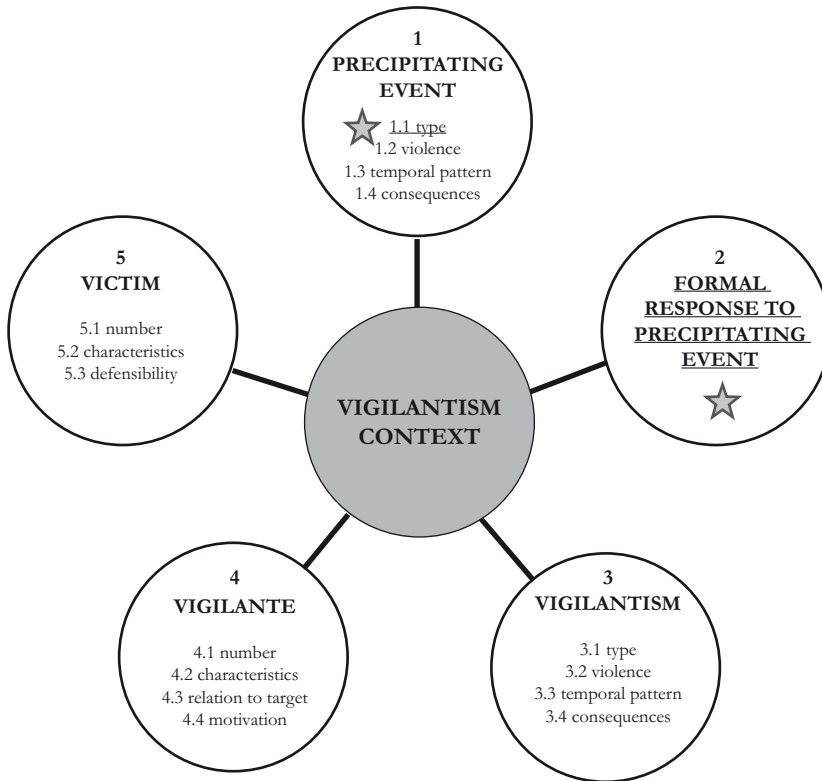 1
PRECIPITATING
EVENT
1.1 type
1.2 violence
1.3 temporal pattern
1.4 consequences
2
FORMAL
RESPONSE TO
PRECIPITATING
EVENT
3
VIGILANTISM
3.1 type
3.2 violence
3.3 temporal pattern
3.4 consequences
4
VIGILANTE
4.1 number
4.2 characteristics
4.3 relation to target
4.4 motivation
5
VICTIM
5.1 number
5.2 characteristics
5.3 defensibility
VIGILANTISM
CONTEXT